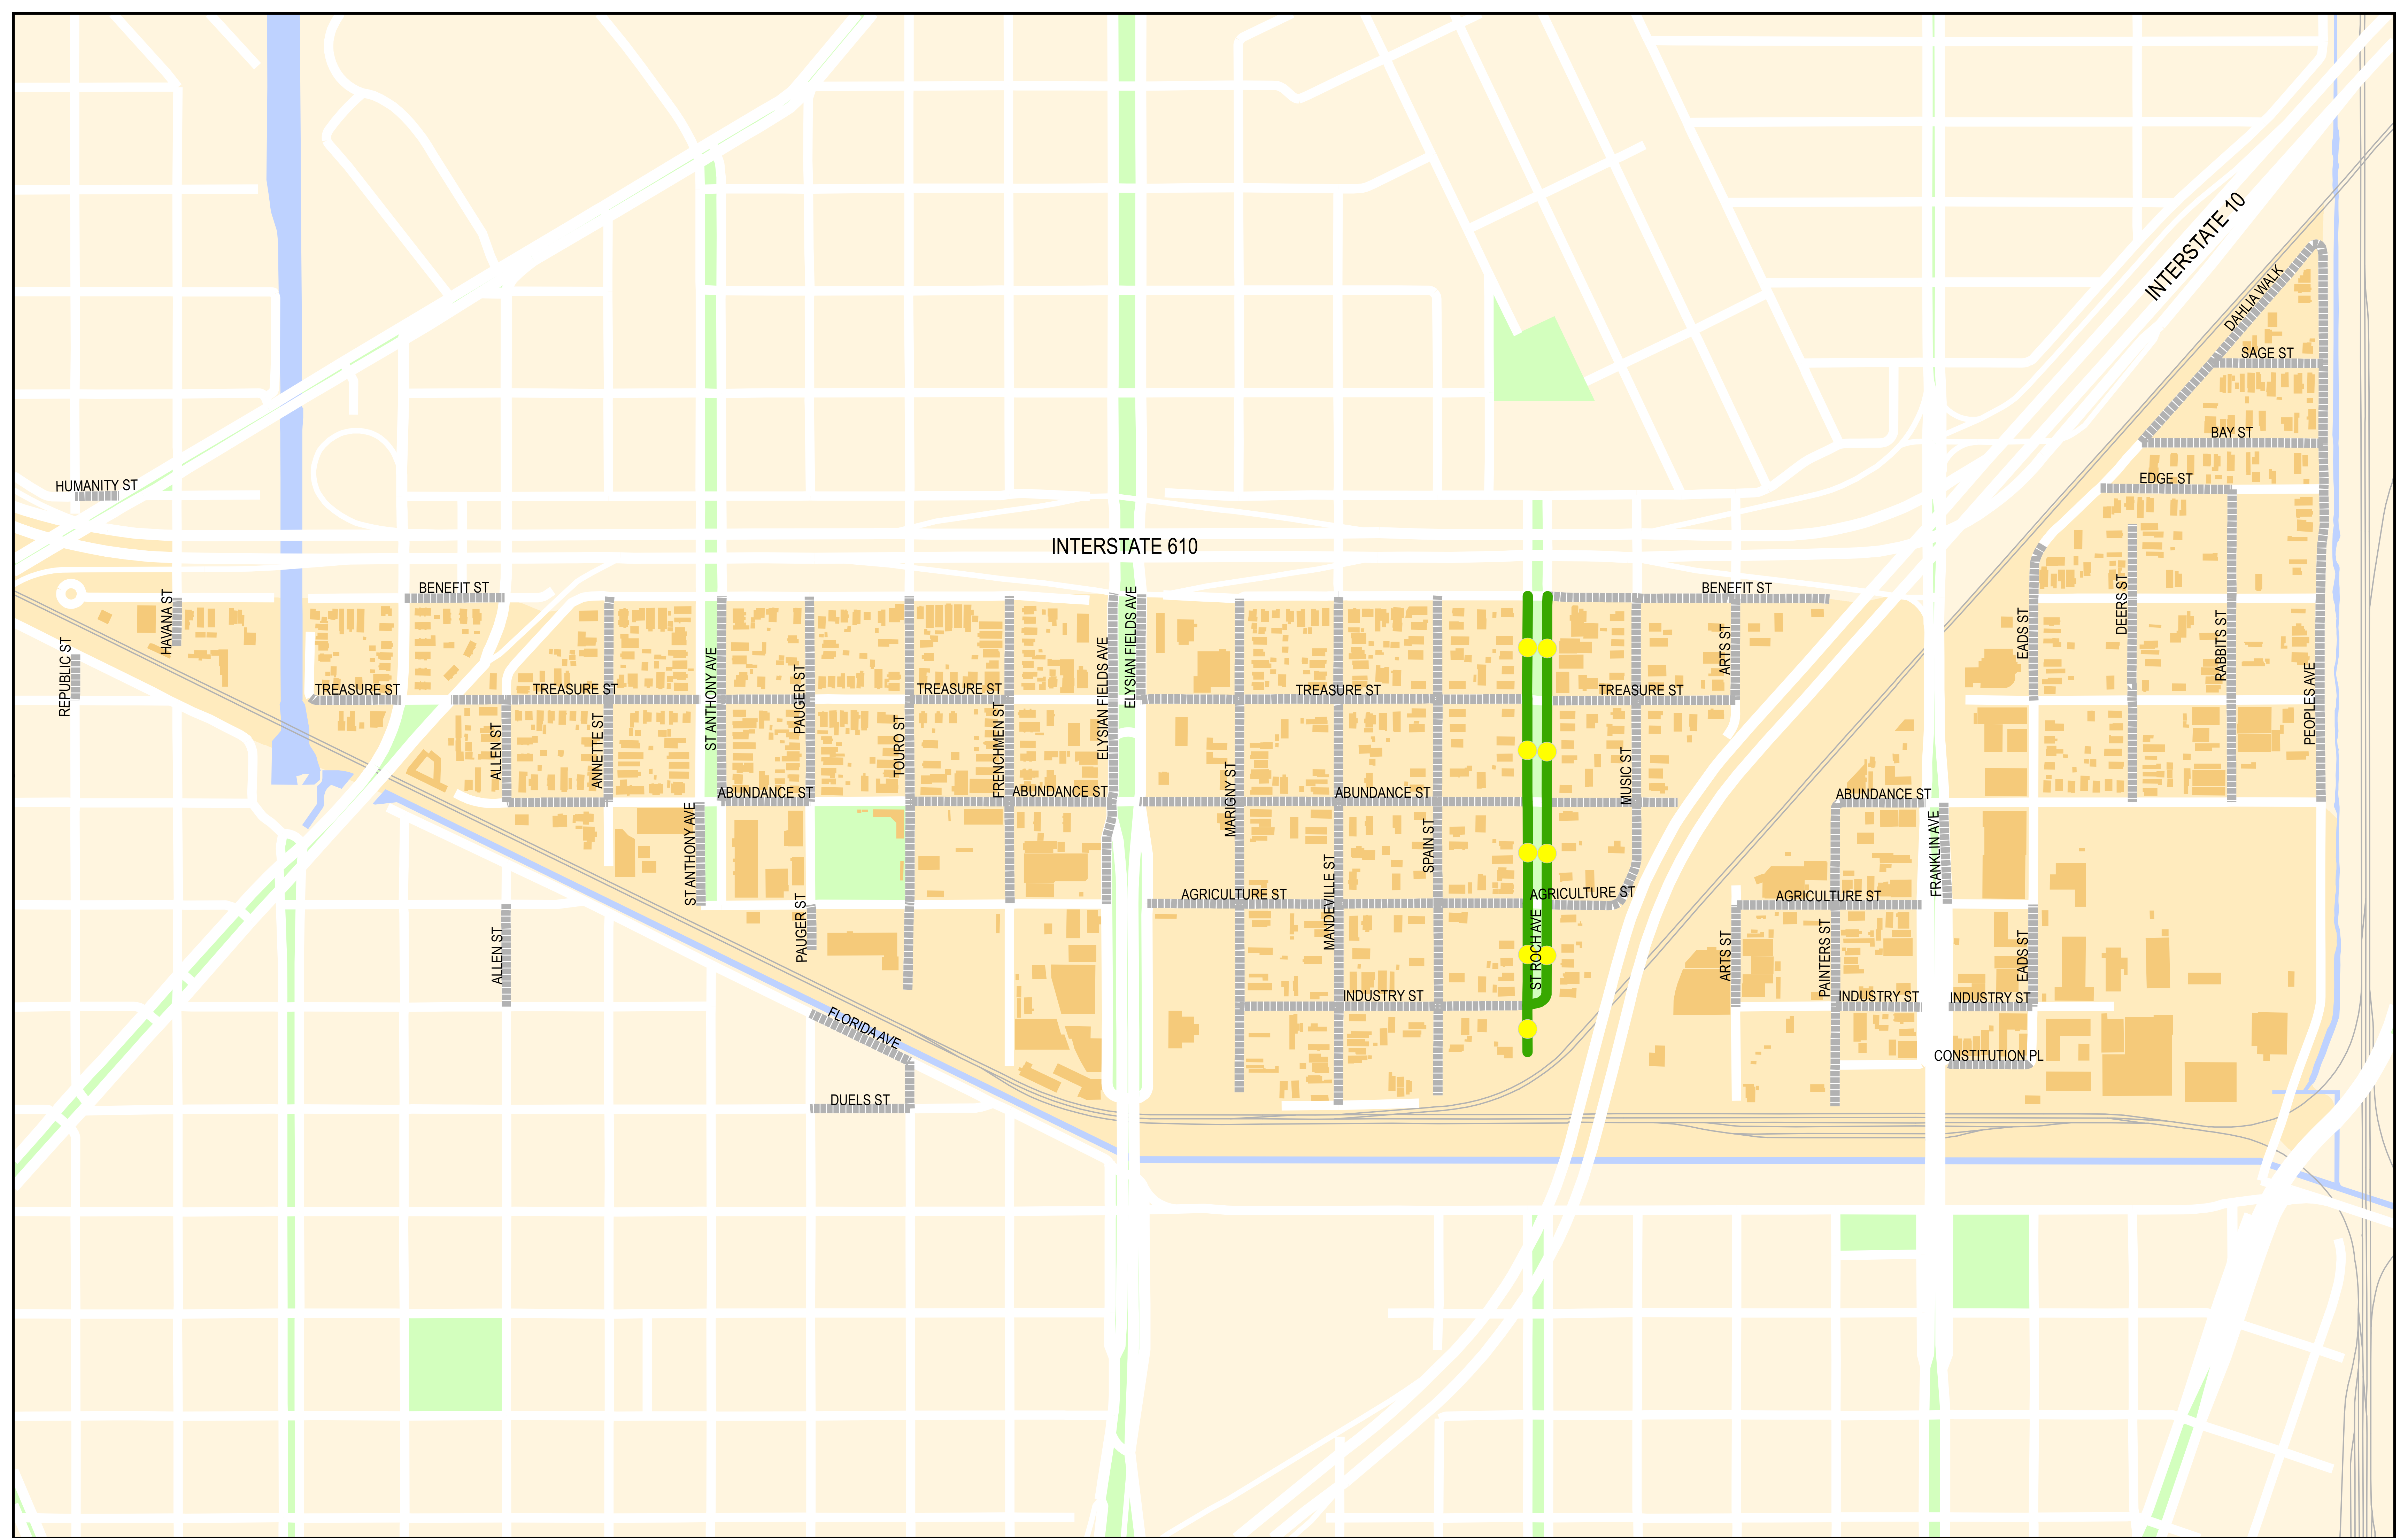 INTERSTATE 10
DAHLIA WALK
SAGE ST
BAY ST
EDGE ST
HUMANITY ST
INTERSTATE 610
BENEFIT ST
BENEFIT ST
HAVANA ST
REPUBLIC ST
ELYSIAN FIELDS AVE
ELYSIAN FIELDS AVE
ST ANTHONY AVE
PAUGER ST
ARTS ST
EADS ST
DEERS ST
RABBITS ST
PEOPLES AVE
TREASURE ST
TREASURE ST
TREASURE ST
TREASURE ST
TREASURE ST
ALLEN ST
ANNETTE ST
TOURO ST
FRENCHMEN ST
MARIGNY ST
MUSIC ST
ABUNDANCE ST
ABUNDANCE ST
ABUNDANCE ST
ABUNDANCE ST
ST ANTHONY AVE
SPAIN ST
FRANKLIN AVE
AGRICULTURE ST
AGRICULTURE ST
AGRICULTURE ST
MANDEVILLE ST
ALLEN ST
PAUGER ST
ST ROCH AVE
ARTS ST
PAINTERS ST
EADS ST
INDUSTRY ST
INDUSTRY ST
INDUSTRY ST
FLORIDA AVE
CONSTITUTION PL
DUELS ST